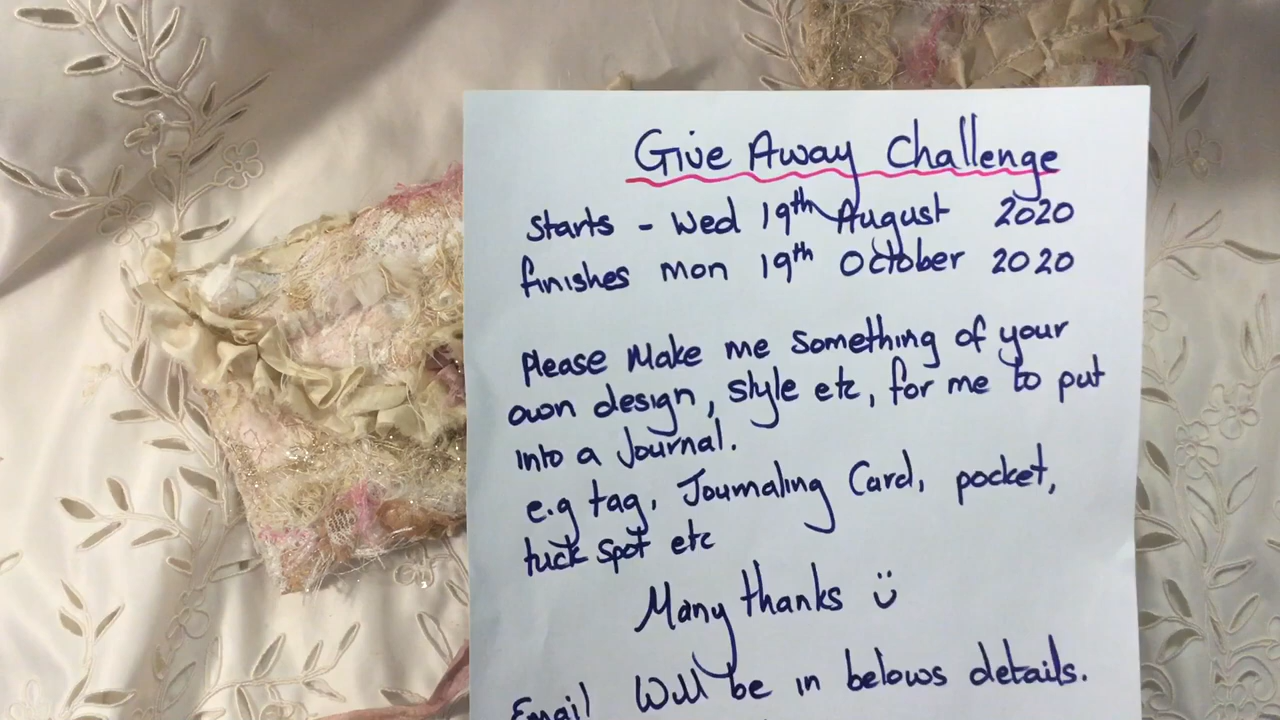 Give Away Challenge
starts - Wed 19th August 2020
finishes Mon 19th October 2020
Please Make me something of your
own design, style etc, for me to put
into a Journal.
e.g tag, Journaling Card, pocket,
tuck spot etc
Many thanks ü
Email Will be in belows details.